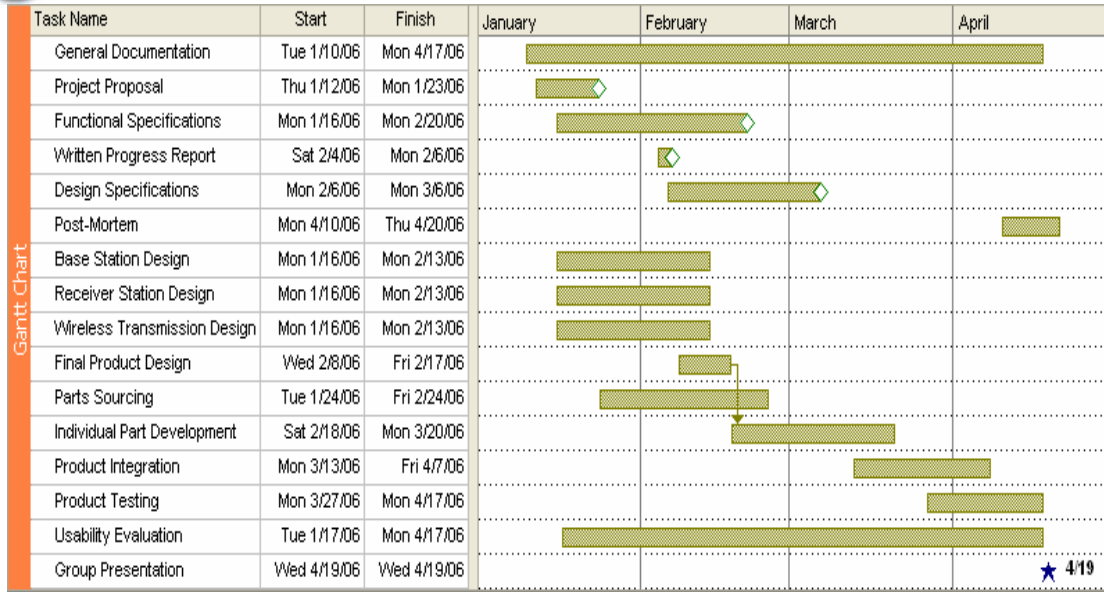 Task Name Start Finish January February March April
General Documentation Tue 1/10/06 Mon 4/17/06
Project Proposal Thu 1/12/06 Mon 1/23/06
Functional Specifications Mon 1/16/06 Mon 2/20/06
Written Progress Report Sat 2/4/06 Mon 2/6/06
Design Specifications Mon 2/6/06 Mon 3/6/06
Post-Mortem Mon 4/10/06 Thu 4/20/06
Base Station Design Mon 1/16/06 Mon 2/13/06
Receiver Station Design Mon 1/16/06 Mon 2/13/06
Wireless Transmission Design Mon 1/16/06 Mon 2/13/06
Final Product Design Wed 2/8/06 Fri 2/17/06
Parts Sourcing Tue 1/24/06 Fri 2/24/06
Individual Part Development Sat 2/18/06 Mon 3/20/06
Product Integration Mon 3/13/06 Fri 4/7/06
Product Testing Mon 3/27/06 Mon 4/17/06
Usability Evaluation Tue 1/17/06 Mon 4/17/06
Group Presentation Wed 4/19/06 Wed 4/19/06 4/19
Gantt Chart